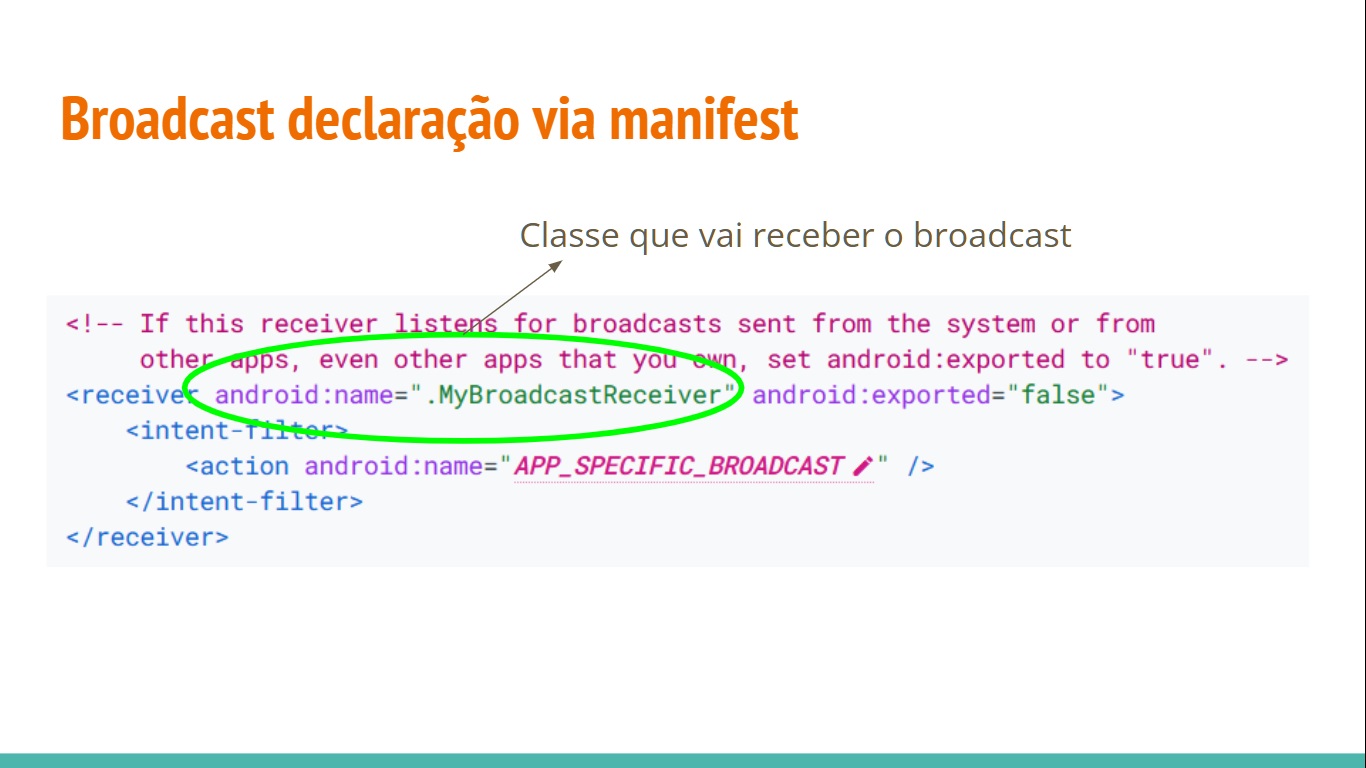 Broadcast declaração via manifest
Classe que vai receber o broadcast
<!-- If this receiver listens for broadcasts sent from the system or from
other apps, even other apps that you own, set android:exported to "true". -->
<receiver android:name=".MyBroadcastReceiver" android:exported="false">
<intent-filter>
<action android:name="APP_SPECIFIC_BROADCAST" />
</intent-filter>
</receiver>